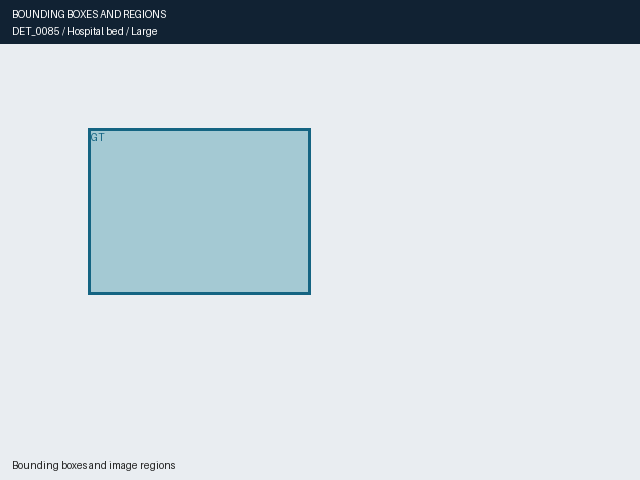 BOUNDING BOXES AND REGIONS
DET_0085 / Hospital bed / Large
GT
Bounding boxes and image regions